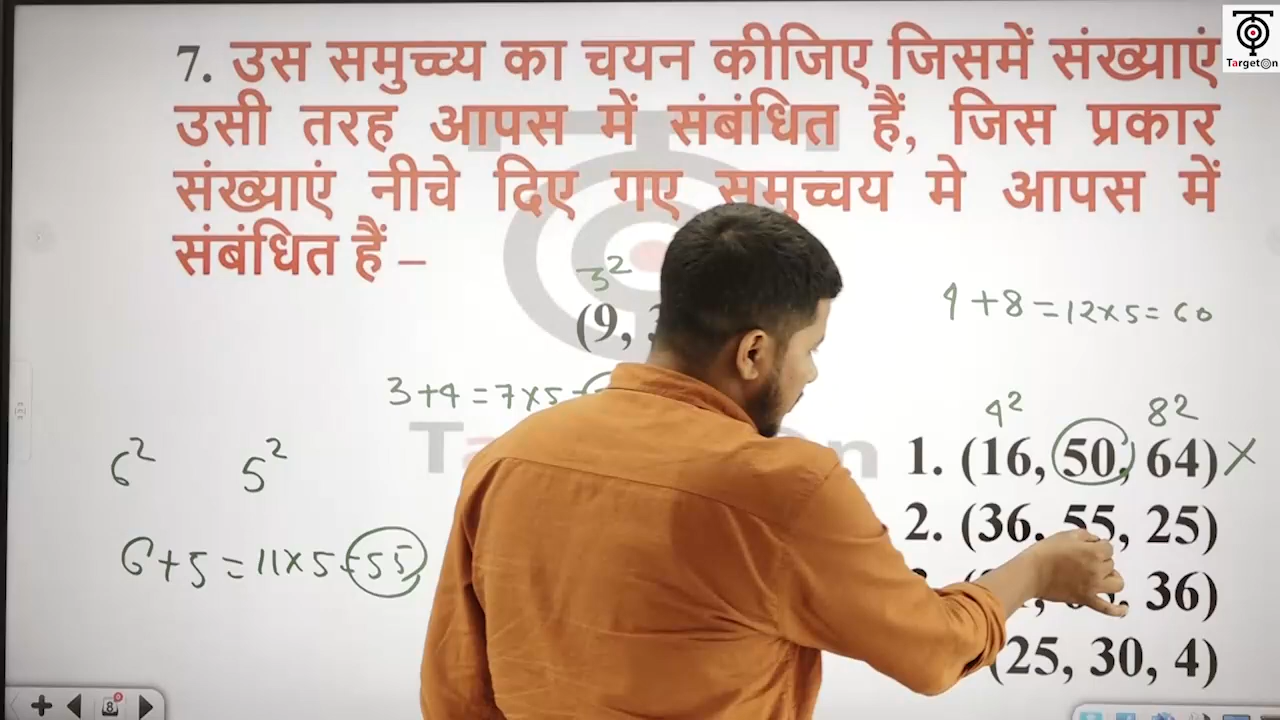 7. उस समुच्च्य का चयन कीजिए जिसमें संख्याएं
उसी तरह आपस में संबंधित हैं, जिस प्रकार
संख्याएं नीचे दिए गए समुच्चय मे आपस में
संबंधित हैं –
3²
(9,
4+8=12×5=60
3+4=7×5=
4² 8²
1. (16, 50, 64) ×
6² 5²
2. (36, 55, 25)
6+5=11×5=55
36)
(25, 30, 4)
TargetOn
8